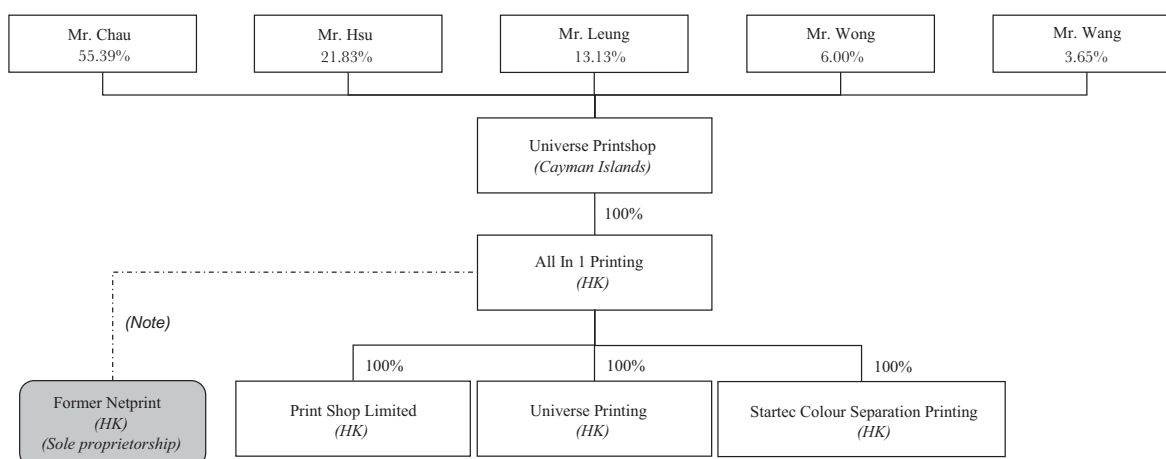 Mr. Chau
55.39%
Mr. Hsu
21.83%
Mr. Leung
13.13%
Mr. Wong
6.00%
Mr. Wang
3.65%
Universe Printshop
(Cayman Islands)
100%
All In 1 Printing
(HK)
(Note)
100%
100%
100%
Former Netprint
(HK)
(Sole proprietorship)
Print Shop Limited
(HK)
Universe Printing
(HK)
Startec Colour Separation Printing
(HK)